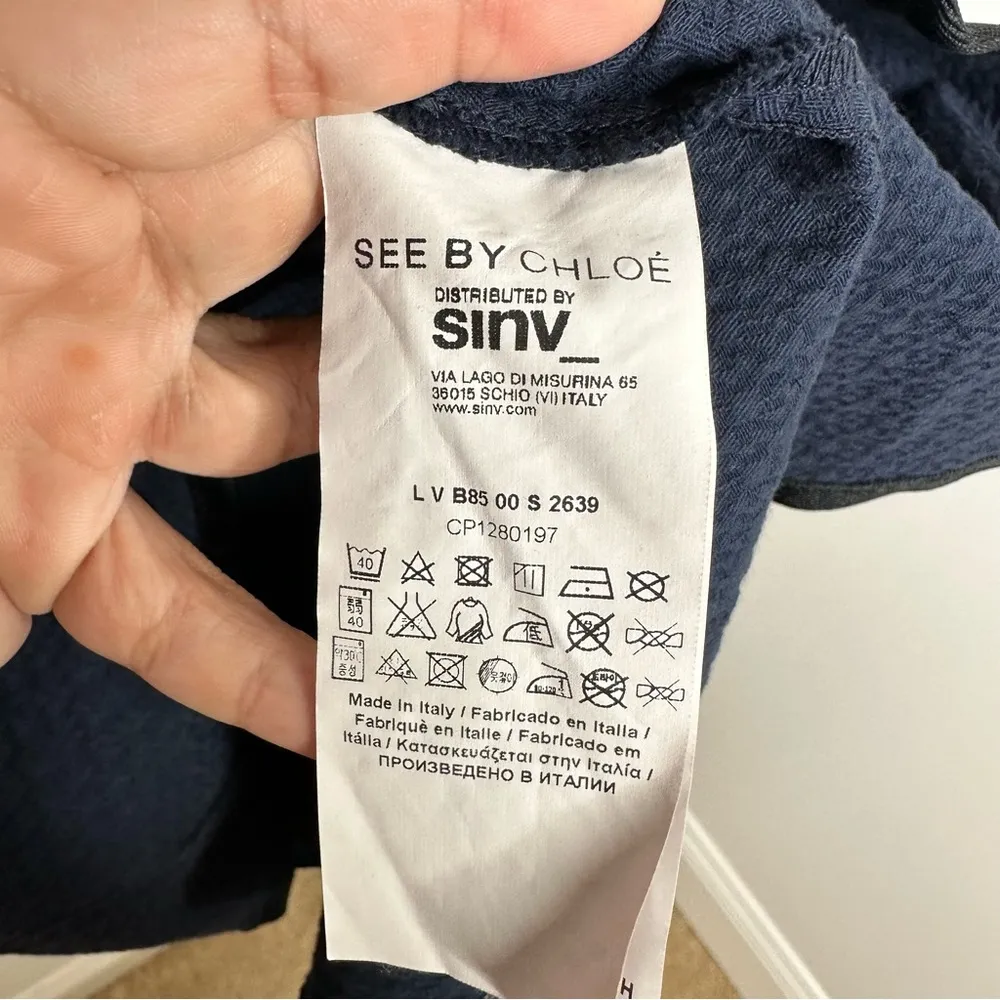 SEE BY CHLOÉ
DISTRIBUTED BY
sinv_
VIA LAGO DI MISURINA 65
36015 SCHIO (VI) ITALY
www.sinv.com
L V B85 00 S 2639
CP1280197
40
40
중성
Made in Italy / Fabricado en Italia /
Fabriquè en Italie / Fabricado em
Itália / Κατασκευάζεται στην Ιταλία /
ПРОИЗВЕДЕНО В ИТАЛИИ
H